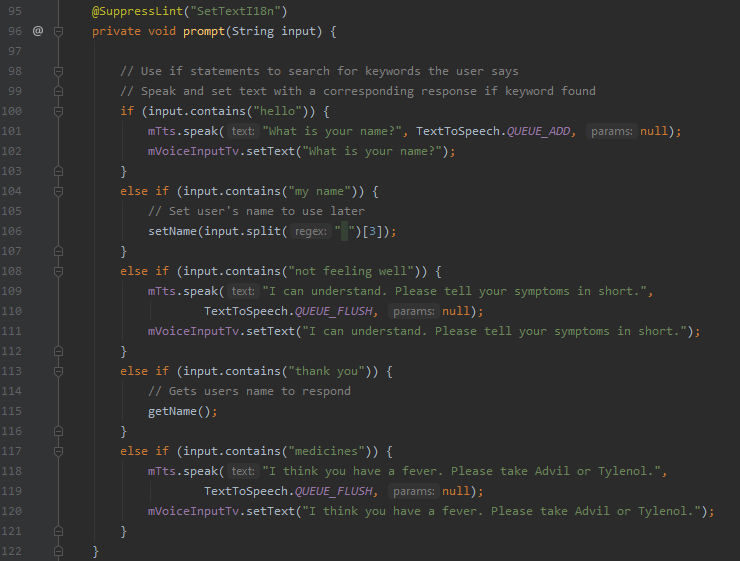 95 @SuppressLint("SetTextI18n")
96 @ private void prompt(String input) {
97
98 // Use if statements to search for keywords the user says
99 // Speak and set text with a corresponding response if keyword found
100 if (input.contains("hello")) {
101 mTts.speak( text: "What is your name?", TextToSpeech.QUEUE_ADD, params: null);
102 mVoiceInputTv.setText("What is your name?");
103 }
104 else if (input.contains("my name")) {
105 // Set user's name to use later
106 setName(input.split( regex: " ")[3]);
107 }
108 else if (input.contains("not feeling well")) {
109 mTts.speak( text: "I can understand. Please tell your symptoms in short.",
110 TextToSpeech.QUEUE_FLUSH, params: null);
111 mVoiceInputTv.setText("I can understand. Please tell your symptoms in short.");
112 }
113 else if (input.contains("thank you")) {
114 // Gets users name to respond
115 getName();
116 }
117 else if (input.contains("medicines")) {
118 mTts.speak( text: "I think you have a fever. Please take Advil or Tylenol.",
119 TextToSpeech.QUEUE_FLUSH, params: null);
120 mVoiceInputTv.setText("I think you have a fever. Please take Advil or Tylenol.");
121 }
122 }